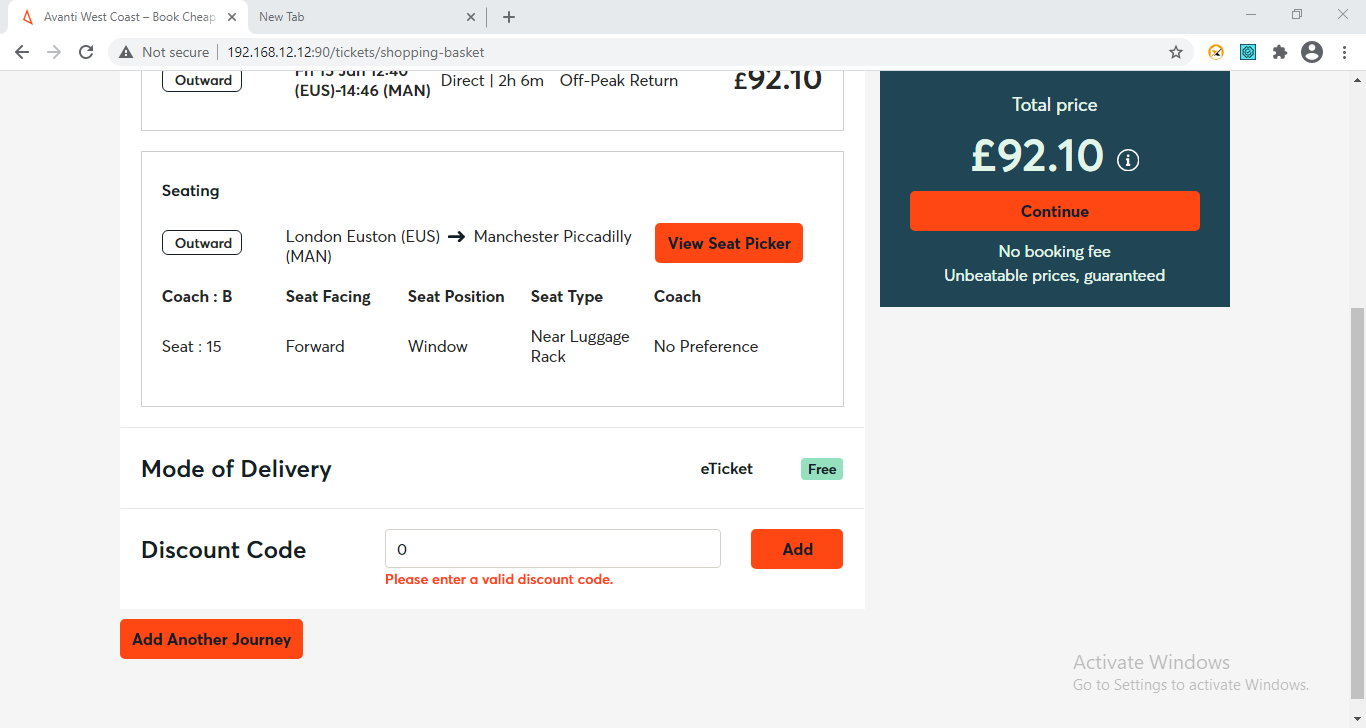 Avanti West Coast – Book Cheap
New Tab
Not secure
192.168.12.12:90/tickets/shopping-basket
Outward
Fri 13 Jan 12:40
(EUS)-14:46 (MAN)
Direct | 2h 6m
Off-Peak Return
£92.10
Seating
Outward
London Euston (EUS) → Manchester Piccadilly
(MAN)
View Seat Picker
Coach : B
Seat Facing
Seat Position
Seat Type
Coach
Seat : 15
Forward
Window
Near Luggage
Rack
No Preference
Mode of Delivery
eTicket
Free
Discount Code
0
Add
Please enter a valid discount code.
Add Another Journey
Total price
£92.10
Continue
No booking fee
Unbeatable prices, guaranteed
Activate Windows
Go to Settings to activate Windows.